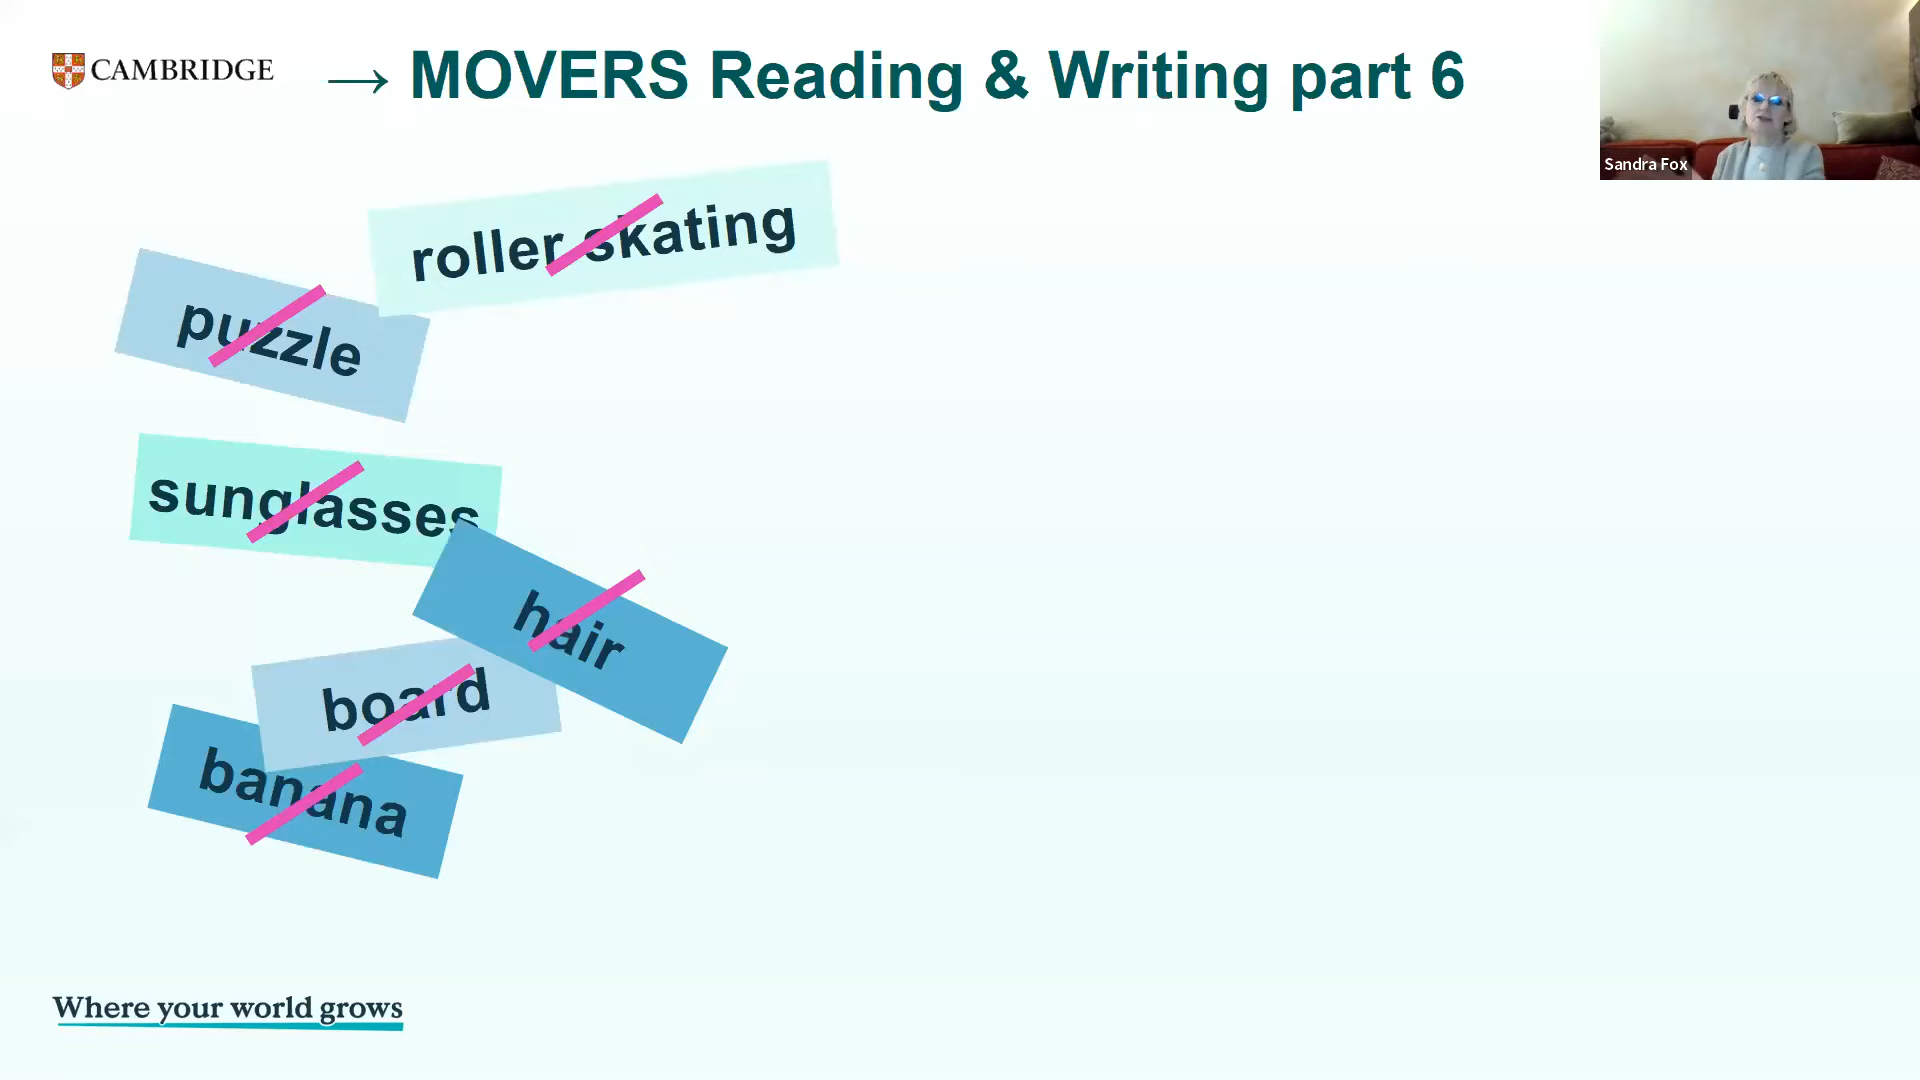 CAMBRIDGE
→ MOVERS Reading & Writing part 6
Sandra Fox
roller skating
puzzle
sunglasses
hair
board
banana
Where your world grows